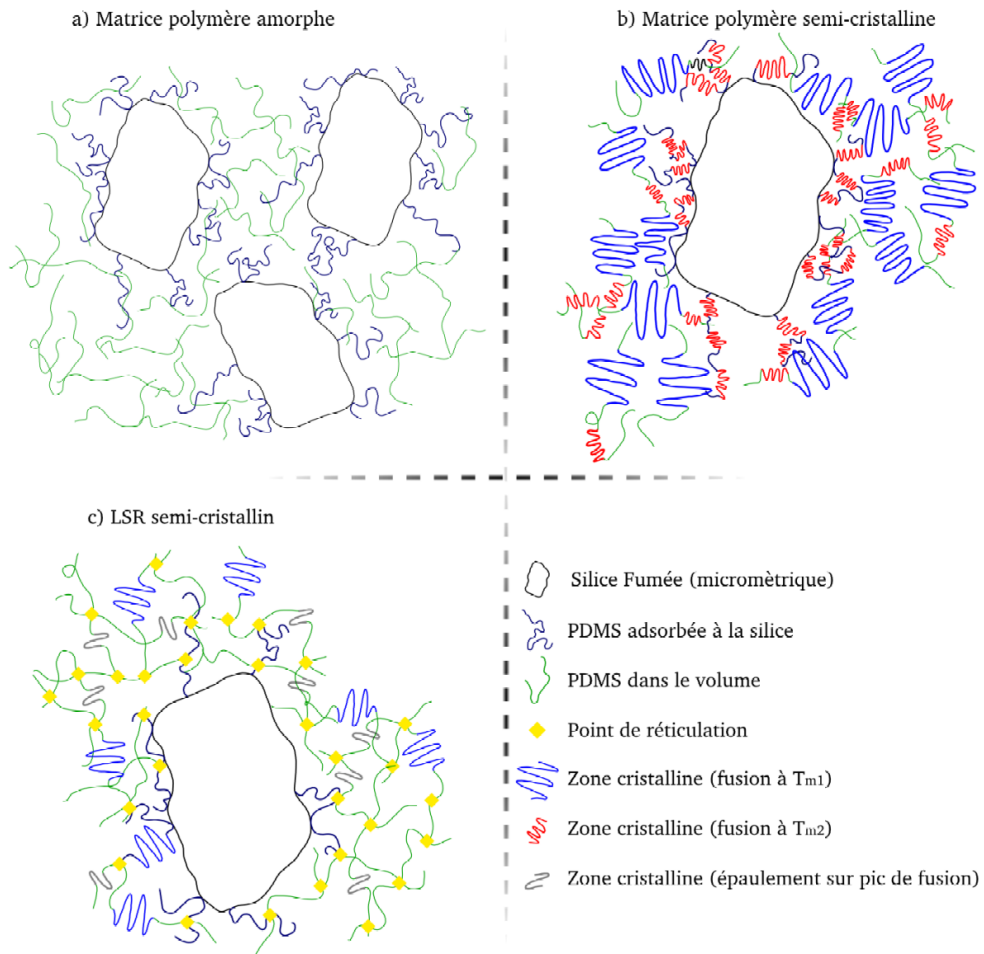 a) Matrice polymère amorphe
b) Matrice polymère semi-cristalline
c) LSR semi-cristallin
Silice Fumée (micromètrique)
PDMS adsorbée à la silice
PDMS dans le volume
Point de réticulation
Zone cristalline (fusion à Tm1)
Zone cristalline (fusion à Tm2)
Zone cristalline (épaulement sur pic de fusion)